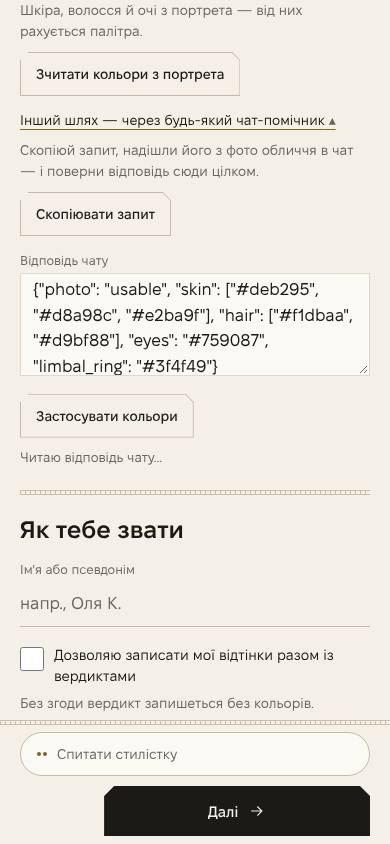 Шкіра, волосся й очі з портрета — від них
рахується палітра.
Зчитати кольори з портрета
Інший шлях — через будь-який чат-помічник ▲
Скопіюй запит, надішли його з фото обличчя в чат
— і поверни відповідь сюди цілком.
Скопіювати запит
Відповідь чату
{"photo": "usable", "skin": ["#deb295",
"#d8a98c", "#e2ba9f"], "hair": ["#f1dbaa",
"#d9bf88"], "eyes": "#759087",
"limbal_ring": "#3f4f49"}
Застосувати кольори
Читаю відповідь чату…
Як тебе звати
Ім'я або псевдонім
напр., Оля К.
Дозволяю записати мої відтінки разом із
вердиктами
Без згоди вердикт запишеться без кольорів.
Спитати стилістку
Далі →